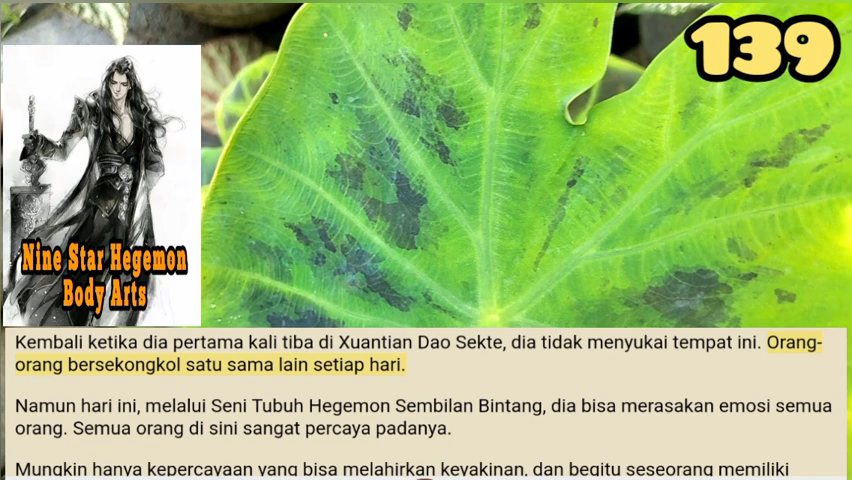 139
Nine Star Hegemon
Body Arts
Kembali ketika dia pertama kali tiba di Xuantian Dao Sekte, dia tidak menyukai tempat ini. Orang-
orang bersekongkol satu sama lain setiap hari.
Namun hari ini, melalui Seni Tubuh Hegemon Sembilan Bintang, dia bisa merasakan emosi semua
orang. Semua orang di sini sangat percaya padanya.
Mungkin hanya kepercayaan yang bisa melahirkan keyakinan, dan begitu seseorang memiliki